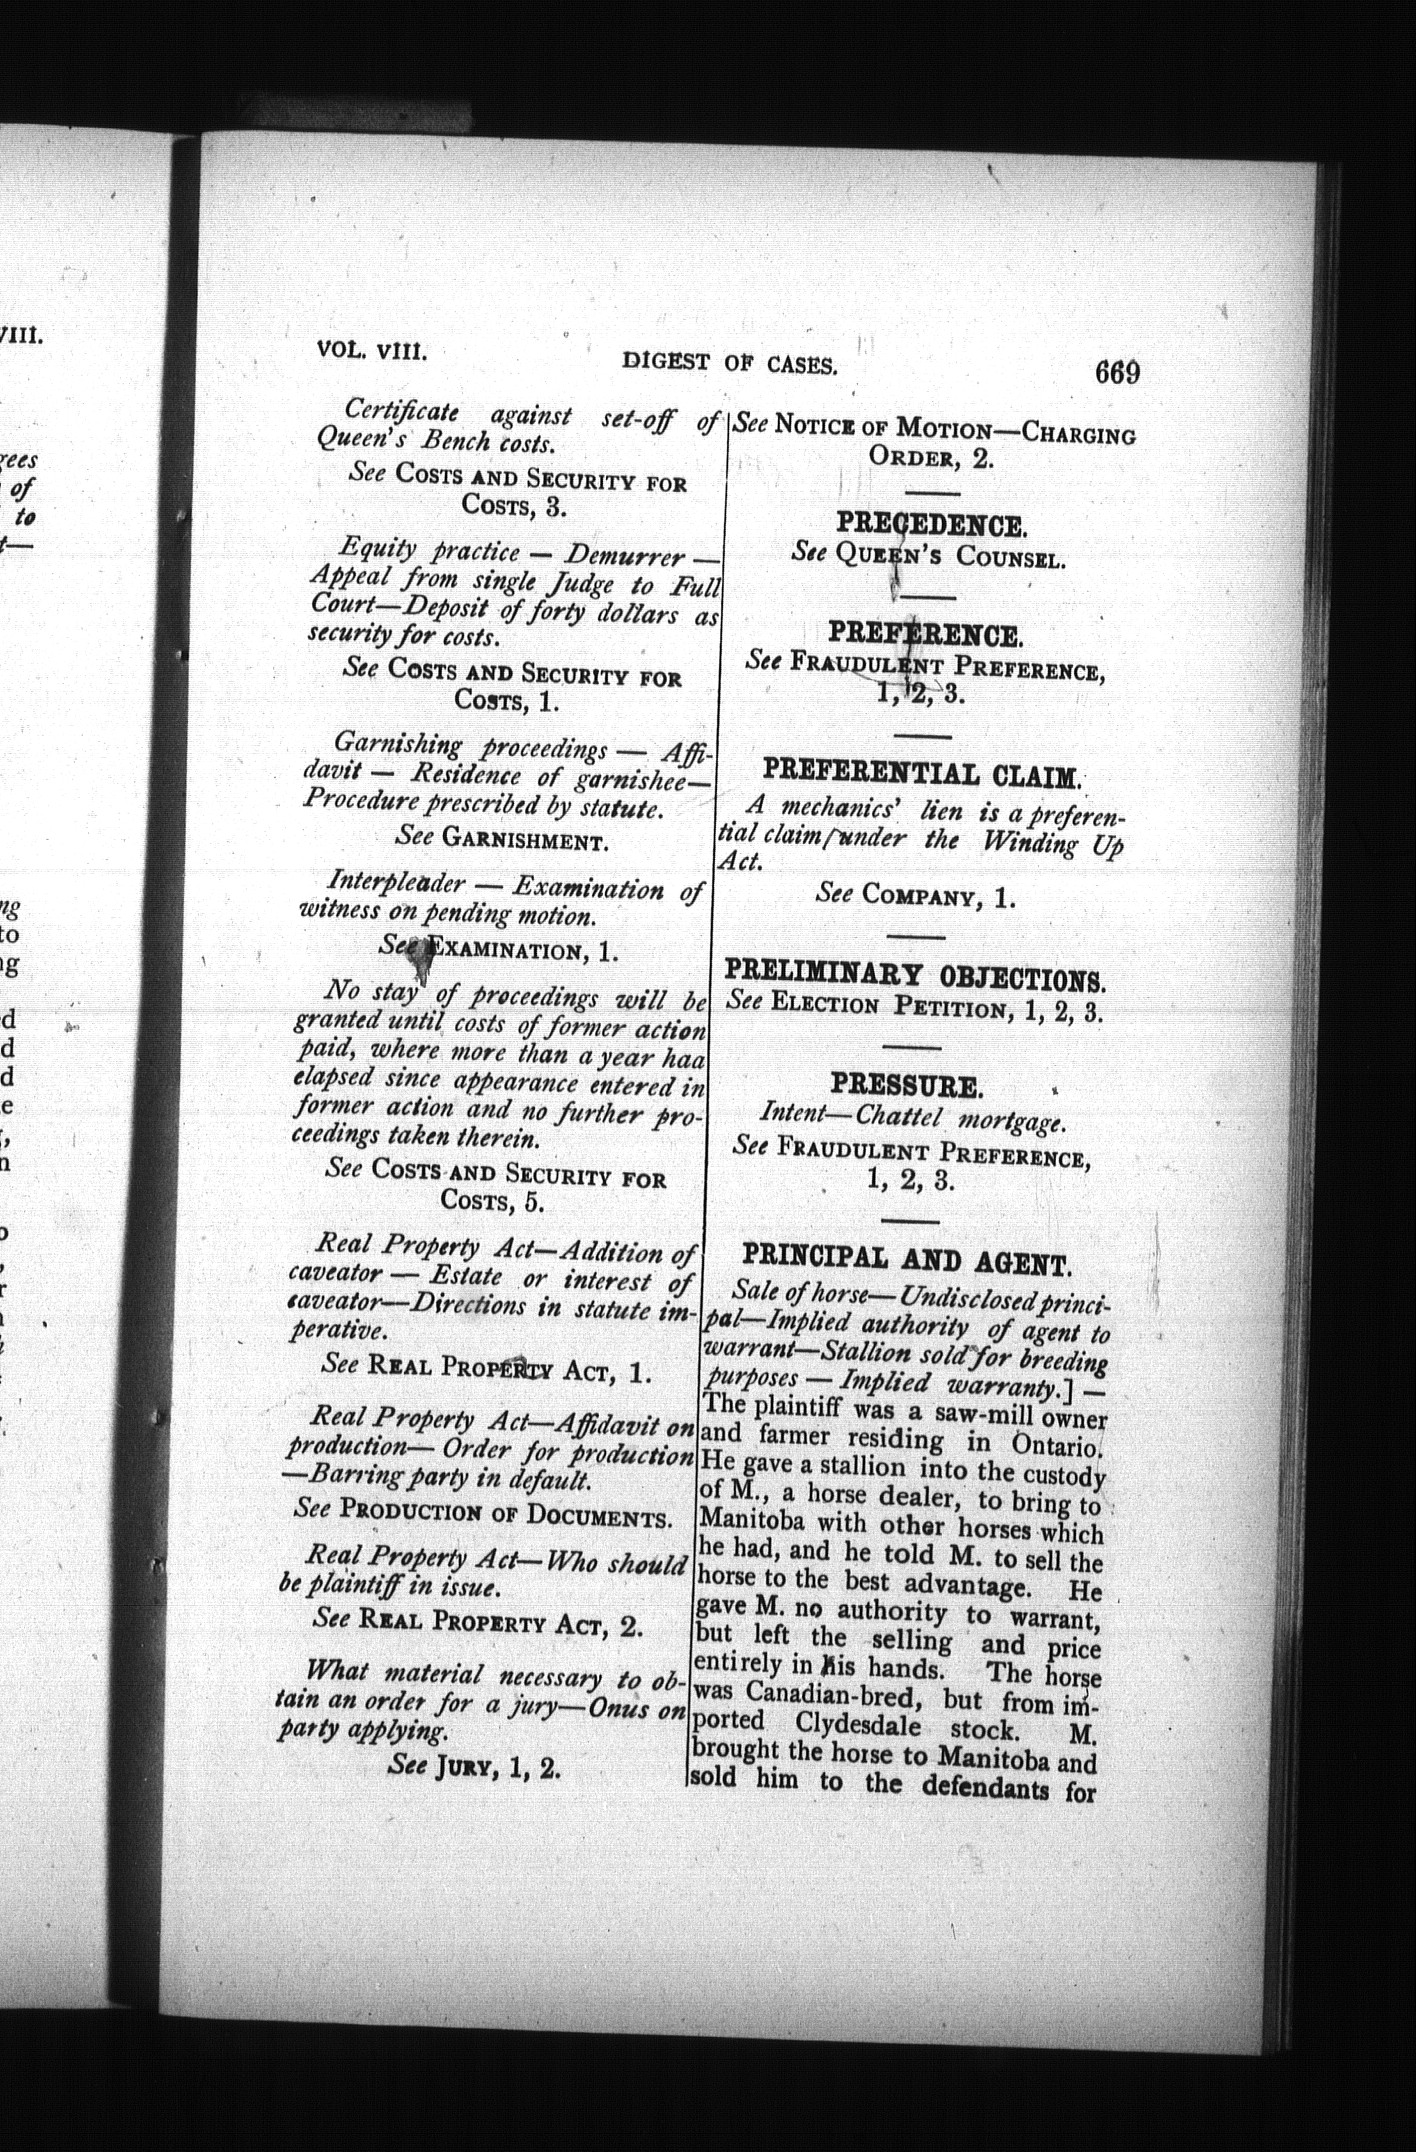 VIII.
of
to
ng
to
VOL. VIII.
DIGEST OF CASES.
669
Certificate against set-off of
Queen's Bench costs.
See COSTS AND SECURITY FOR
COSTS, 3.
Equity practice — Demurrer —
Appeal from single Judge to Full
Court—Deposit of forty dollars as
security for costs.
See COSTS AND SECURITY FOR
COSTS, 1.
Garnishing proceedings — Affi-
davit — Residence of garnishee—
Procedure prescribed by statute.
See GARNISHMENT.
Interpleader — Examination of
witness on pending motion.
See EXAMINATION, 1.
No stay of proceedings will be
granted until costs of former action
paid, where more than a year haa
elapsed since appearance entered in
former action and no further pro-
ceedings taken therein.
See COSTS AND SECURITY FOR
COSTS, 5.
Real Property Act—Addition of
caveator — Estate or interest of
caveator—Directions in statute im-
perative.
See REAL PROPERTY ACT, 1.
Real Property Act—Affidavit on
production— Order for production
—Barring party in default.
See PRODUCTION OF DOCUMENTS.
Real Property Act—Who should
be plaintiff in issue.
See REAL PROPERTY ACT, 2.
What material necessary to ob-
tain an order for a jury—Onus on
party applying.
See JURY, 1, 2.
See NOTICE OF MOTION—CHARGING
ORDER, 2.
PRECEDENCE.
See QUEEN'S COUNSEL.
PREFERENCE.
See FRAUDULENT PREFERENCE,
1, 2, 3.
PREFERENTIAL CLAIM.
A mechanics' lien is a preferen-
tial claim under the Winding Up
Act.
See COMPANY, 1.
PRELIMINARY OBJECTIONS.
See ELECTION PETITION, 1, 2, 3.
PRESSURE.
Intent—Chattel mortgage.
See FRAUDULENT PREFERENCE,
1, 2, 3.
PRINCIPAL AND AGENT.
Sale of horse—Undisclosed princi-
pal—Implied authority of agent to
warrant—Stallion sold for breeding
purposes — Implied warranty.] —
The plaintiff was a saw-mill owner
and farmer residing in Ontario.
He gave a stallion into the custody
of M., a horse dealer, to bring to
Manitoba with other horses which
he had, and he told M. to sell the
horse to the best advantage. He
gave M. no authority to warrant,
but left the selling and price
entirely in his hands. The horse
was Canadian-bred, but from im-
ported Clydesdale stock. M.
brought the horse to Manitoba and
sold him to the defendants for